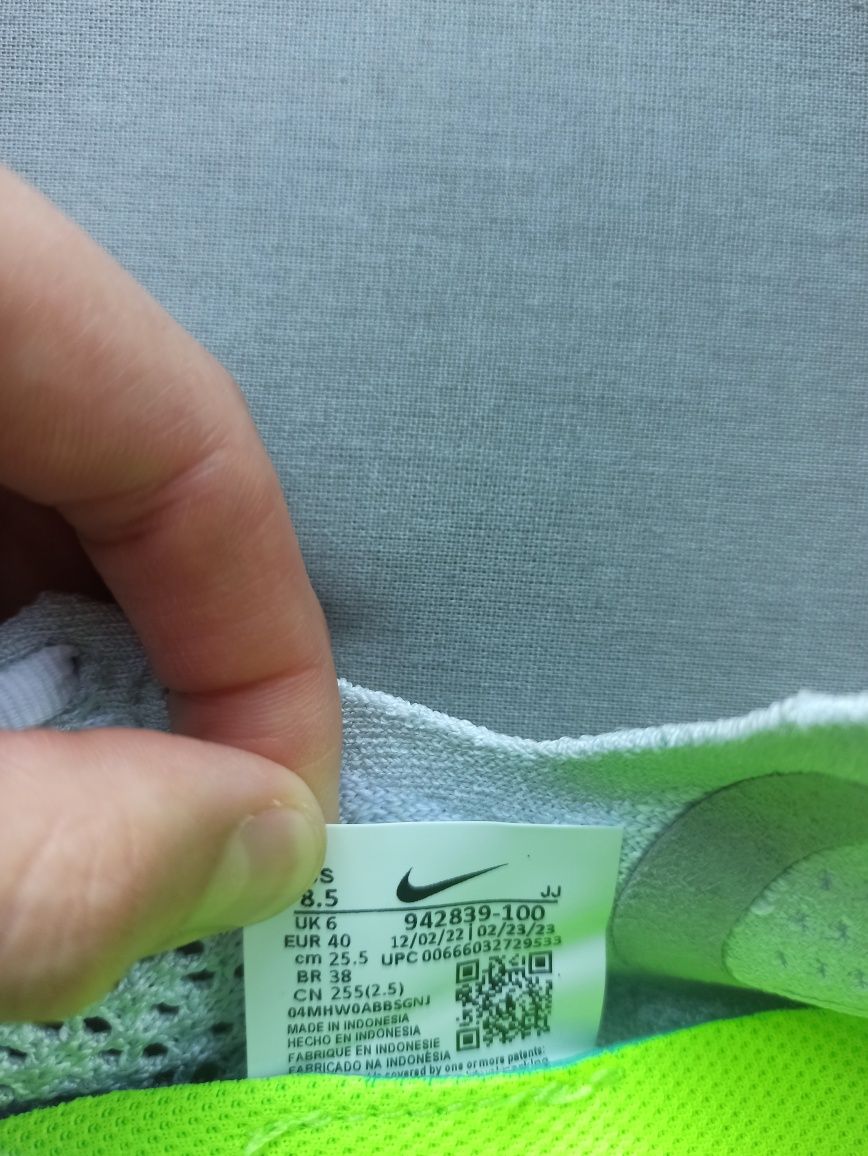 8.5 JJ
UK 6 942839-100
EUR 40 12/02/22 | 02/23/23
cm 25.5 UPC 00666032729533
BR 38
CN 255(2.5)
04MHW0ABBSGNJ
MADE IN INDONESIA
HECHO EN INDONESIA
FABRIQUE EN INDONESIE
FABRICADO NA INDONÉSIA
covered by one or more patents: